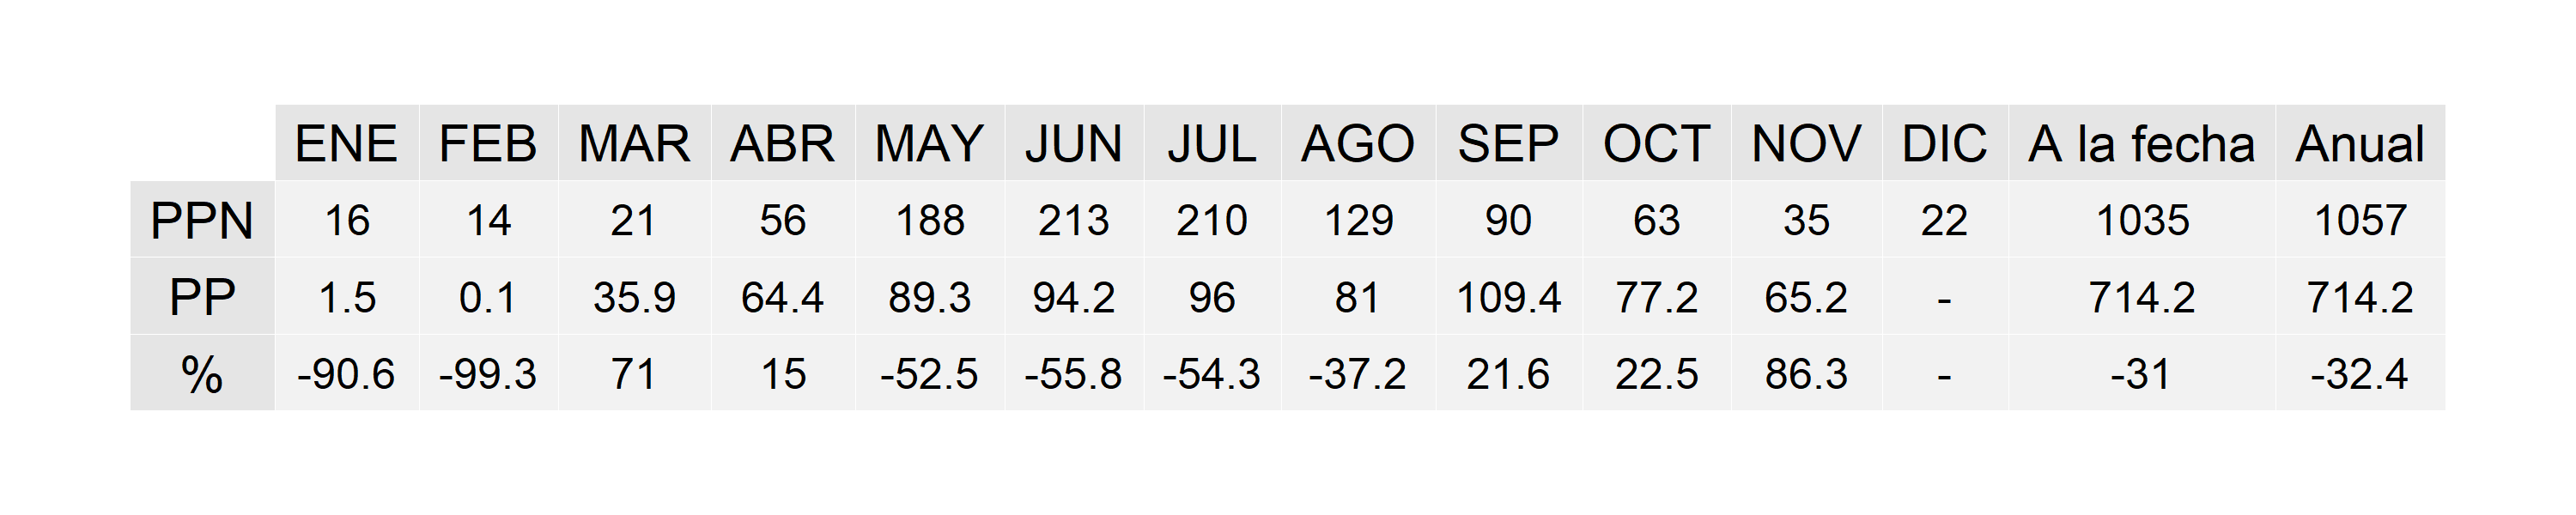 ENE FEB MAR ABR MAY JUN JUL AGO SEP OCT NOV DIC A la fecha Anual
PPN 16 14 21 56 188 213 210 129 90 63 35 22 1035 1057
PP 1.5 0.1 35.9 64.4 89.3 94.2 96 81 109.4 77.2 65.2 - 714.2 714.2
% -90.6 -99.3 71 15 -52.5 -55.8 -54.3 -37.2 21.6 22.5 86.3 - -31 -32.4